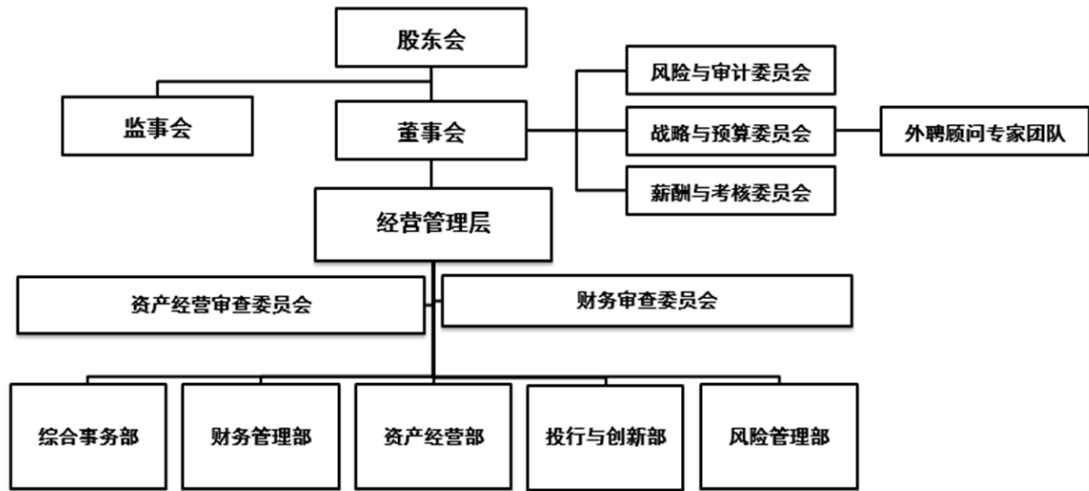 股东会
风险与审计委员会
监事会
董事会
战略与预算委员会
外聘顾问专家团队
薪酬与考核委员会
经营管理层
资产经营审查委员会
财务审查委员会
综合事务部
财务管理部
资产经营部
投行与创新部
风险管理部